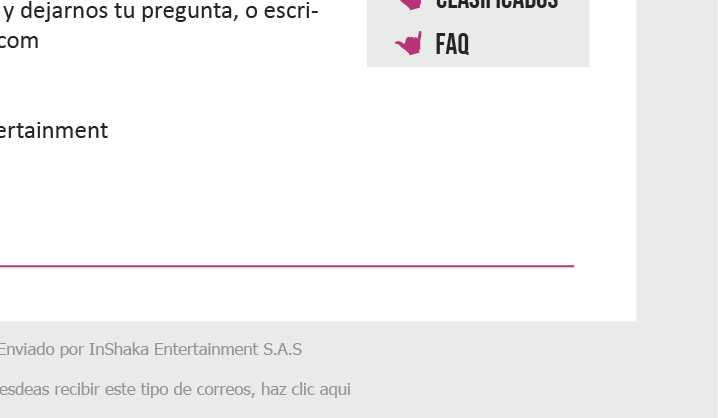 y dejarnos tu pregunta, o escri-
com
CLASIFICADOS
FAQ
ertainment
Enviado por InShaka Entertainment S.A.S
esdeas recibir este tipo de correos, haz clic aqui